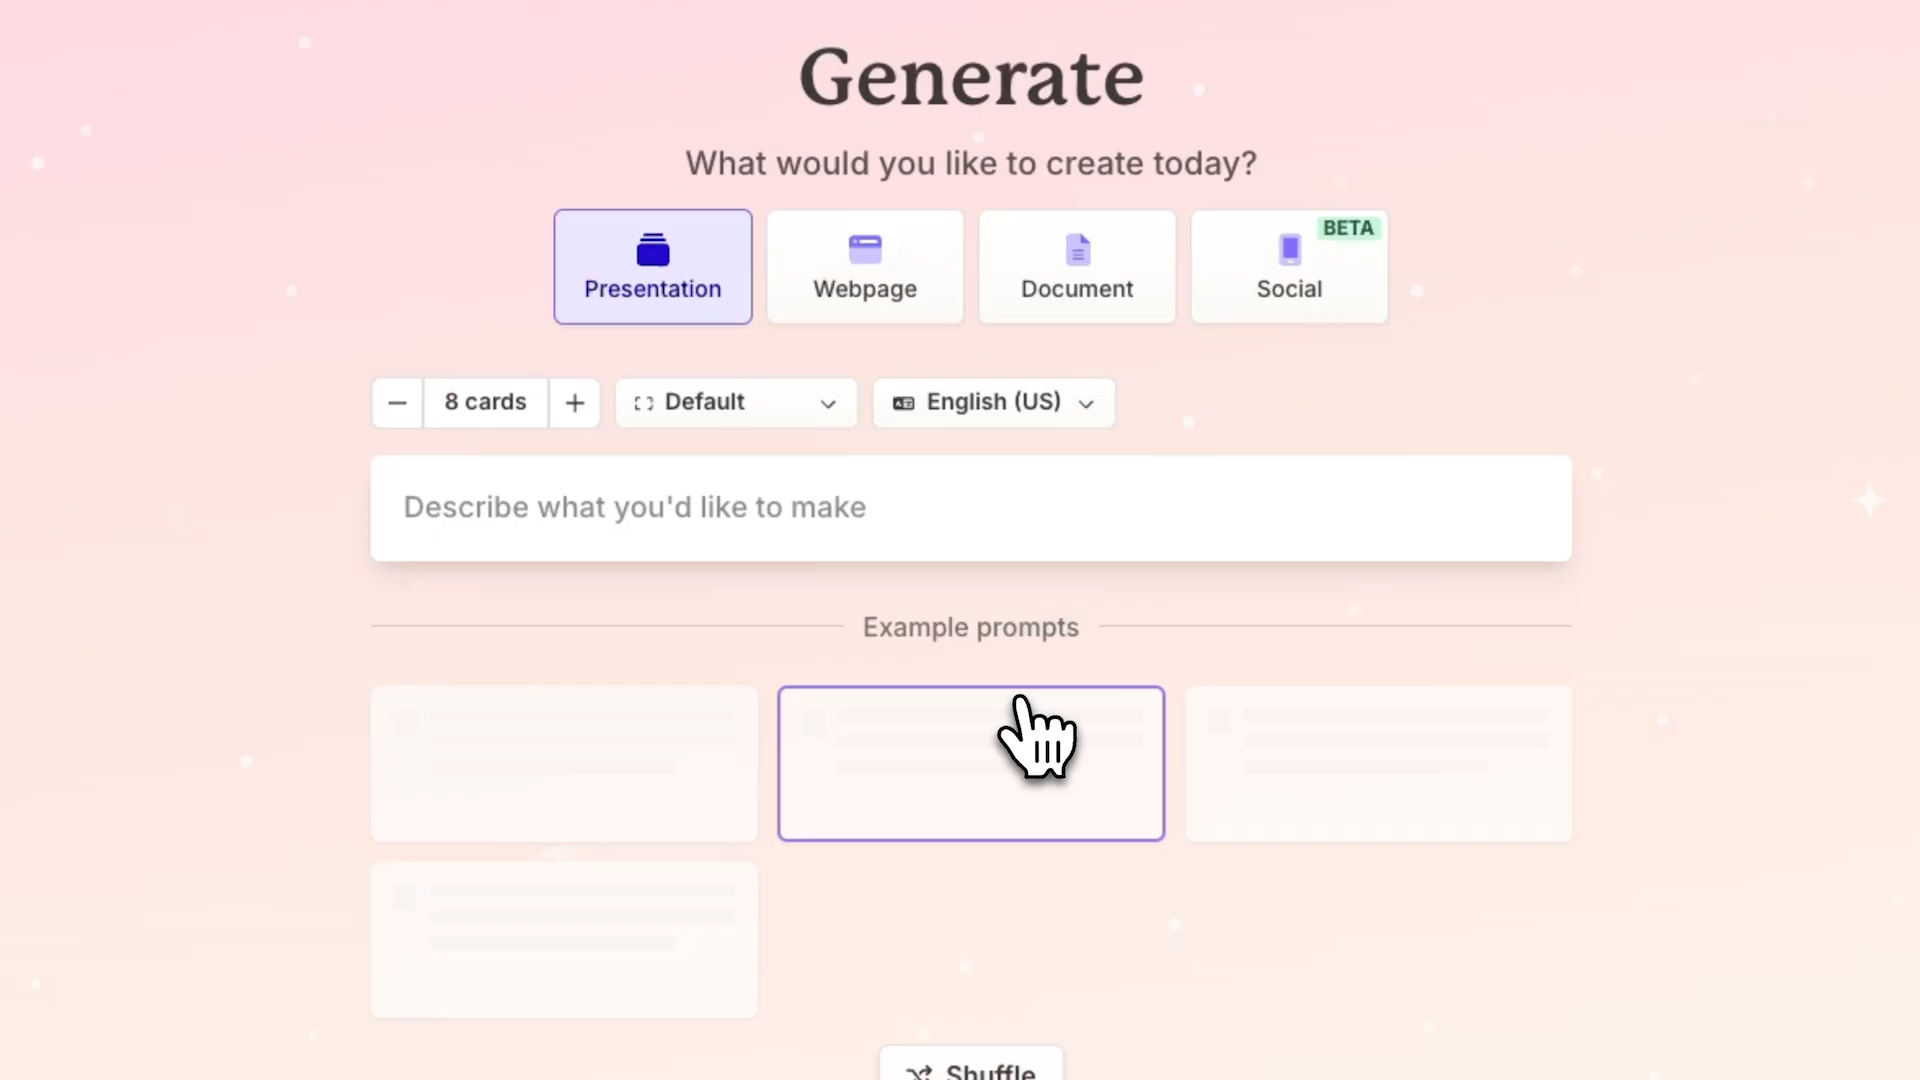 Generate
What would you like to create today?
Presentation
Webpage
Document
BETA
Social
8 cards
Default
English (US)
Describe what you'd like to make
Example prompts
Shuffle